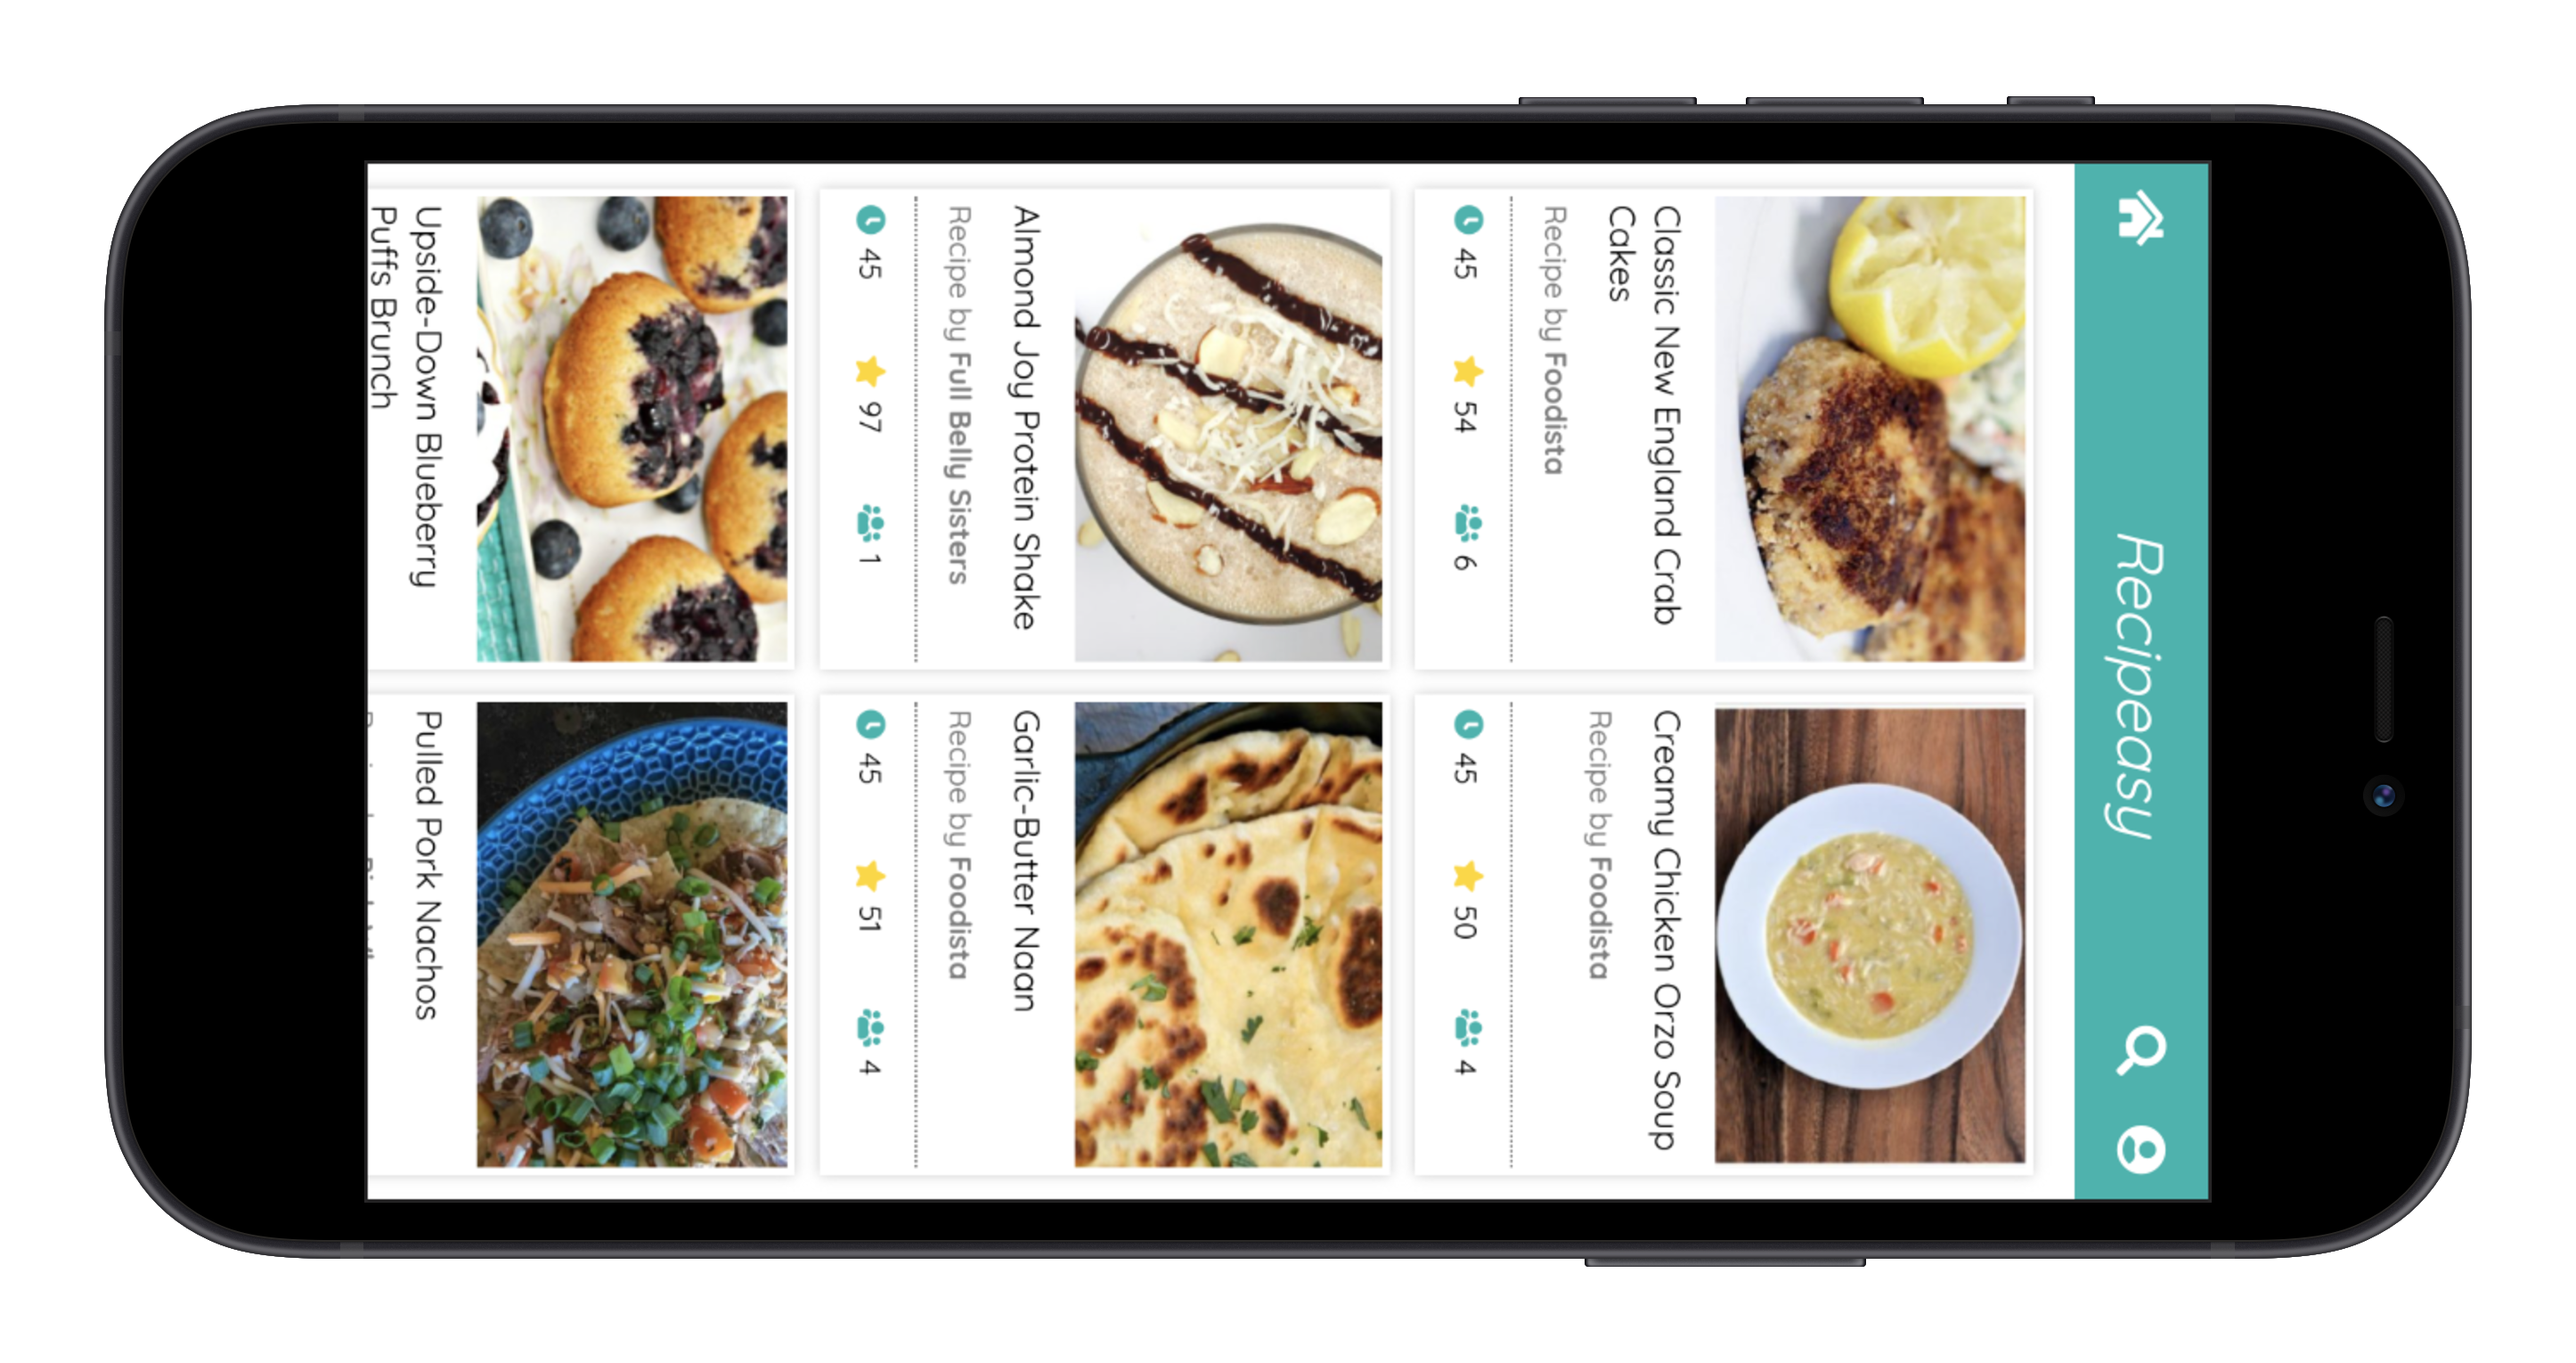 Recipeasy
Classic New England Crab
Cakes
Recipe by Foodista
45 54 6
Creamy Chicken Orzo Soup
Recipe by Foodista
45 50 4
Almond Joy Protein Shake
Recipe by Full Belly Sisters
45 97 1
Garlic-Butter Naan
Recipe by Foodista
45 51 4
Upside-Down Blueberry
Puffs Brunch
Pulled Pork Nachos